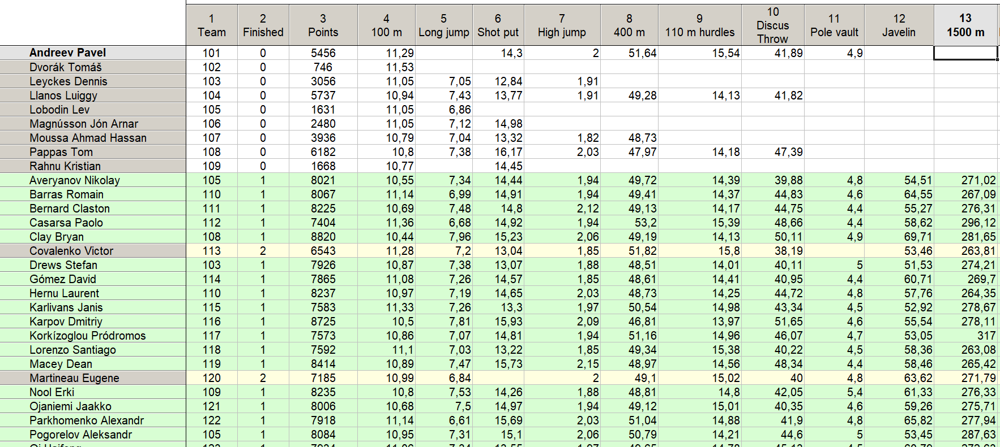 1 2 3 4 5 6 7 8 9 10 11 12 13
Team Finished Points 100 m Long jump Shot put High jump 400 m 110 m hurdles Discus Throw Pole vault Javelin 1500 m
Andreev Pavel 101 0 5456 11,29 14,3 2 51,64 15,54 41,89 4,9
Dvorák Tomáš 102 0 746 11,53
Leyckes Dennis 103 0 3056 11,05 7,05 12,84 1,91
Llanos Luiggy 104 0 5737 10,94 7,43 13,77 1,91 49,28 14,13 41,82
Lobodin Lev 105 0 1631 11,05 6,86
Magnússon Jón Arnar 106 0 2480 11,05 7,12 14,98
Moussa Ahmad Hassan 107 0 3936 10,79 7,04 13,32 1,82 48,73
Pappas Tom 108 0 6182 10,8 7,38 16,17 2,03 47,97 14,18 47,39
Rahnu Kristian 109 0 1668 10,77 14,45
Averyanov Nikolay 105 1 8021 10,55 7,34 14,44 1,94 49,72 14,39 39,88 4,8 54,51 271,02
Barras Romain 110 1 8067 11,14 6,99 14,91 1,94 49,41 14,37 44,83 4,6 64,55 267,09
Bernard Claston 111 1 8225 10,69 7,48 14,8 2,12 49,13 14,17 44,75 4,4 55,27 276,31
Casarsa Paolo 112 1 7404 11,36 6,68 14,92 1,94 53,2 15,39 48,66 4,4 58,62 296,12
Clay Bryan 108 1 8820 10,44 7,96 15,23 2,06 49,19 14,13 50,11 4,9 69,71 281,65
Covalenko Victor 113 2 6543 11,28 7,2 13,04 1,85 51,82 15,8 38,19 53,46 263,81
Drews Stefan 103 1 7926 10,87 7,38 13,07 1,88 48,51 14,01 40,11 5 51,53 274,21
Gómez David 114 1 7865 11,08 7,26 14,57 1,85 48,61 14,41 40,95 4,4 60,71 269,7
Hernu Laurent 110 1 8237 10,97 7,19 14,65 2,03 48,73 14,25 44,72 4,8 57,76 264,35
Karlivans Janis 115 1 7583 11,33 7,26 13,3 1,97 50,54 14,98 43,34 4,5 52,92 278,67
Karpov Dmitriy 116 1 8725 10,5 7,81 15,93 2,09 46,81 13,97 51,65 4,6 55,54 278,11
Korkízoglou Pródromos 117 1 7573 10,86 7,07 14,81 1,94 51,16 14,96 46,07 4,7 53,05 317
Lorenzo Santiago 118 1 7592 11,1 7,03 13,22 1,85 49,34 15,38 40,22 4,5 58,36 263,08
Macey Dean 119 1 8414 10,89 7,47 15,73 2,15 48,97 14,56 48,34 4,4 58,46 265,42
Martineau Eugene 120 2 7185 10,99 6,84 2 49,1 15,02 40 4,8 63,62 271,79
Nool Erki 109 1 8235 10,8 7,53 14,26 1,88 48,81 14,8 42,05 5,4 61,33 276,33
Ojaniemi Jaakko 121 1 8006 10,68 7,5 14,97 1,94 49,12 15,01 40,35 4,6 59,26 275,71
Parkhomenko Alexandr 122 1 7918 11,14 6,61 15,69 2,03 51,04 14,88 41,9 4,8 65,82 277,94
Pogorelov Aleksandr 105 1 8084 10,95 7,31 15,1 2,06 50,79 14,21 44,6 5 53,45 287,63